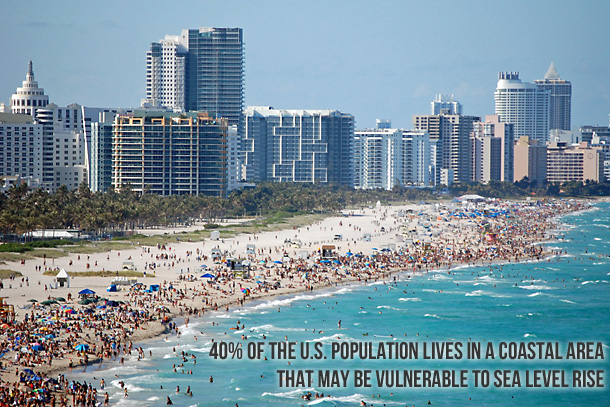 40% OF THE U.S. POPULATION LIVES IN A COASTAL AREA
THAT MAY BE VULNERABLE TO SEA LEVEL RISE